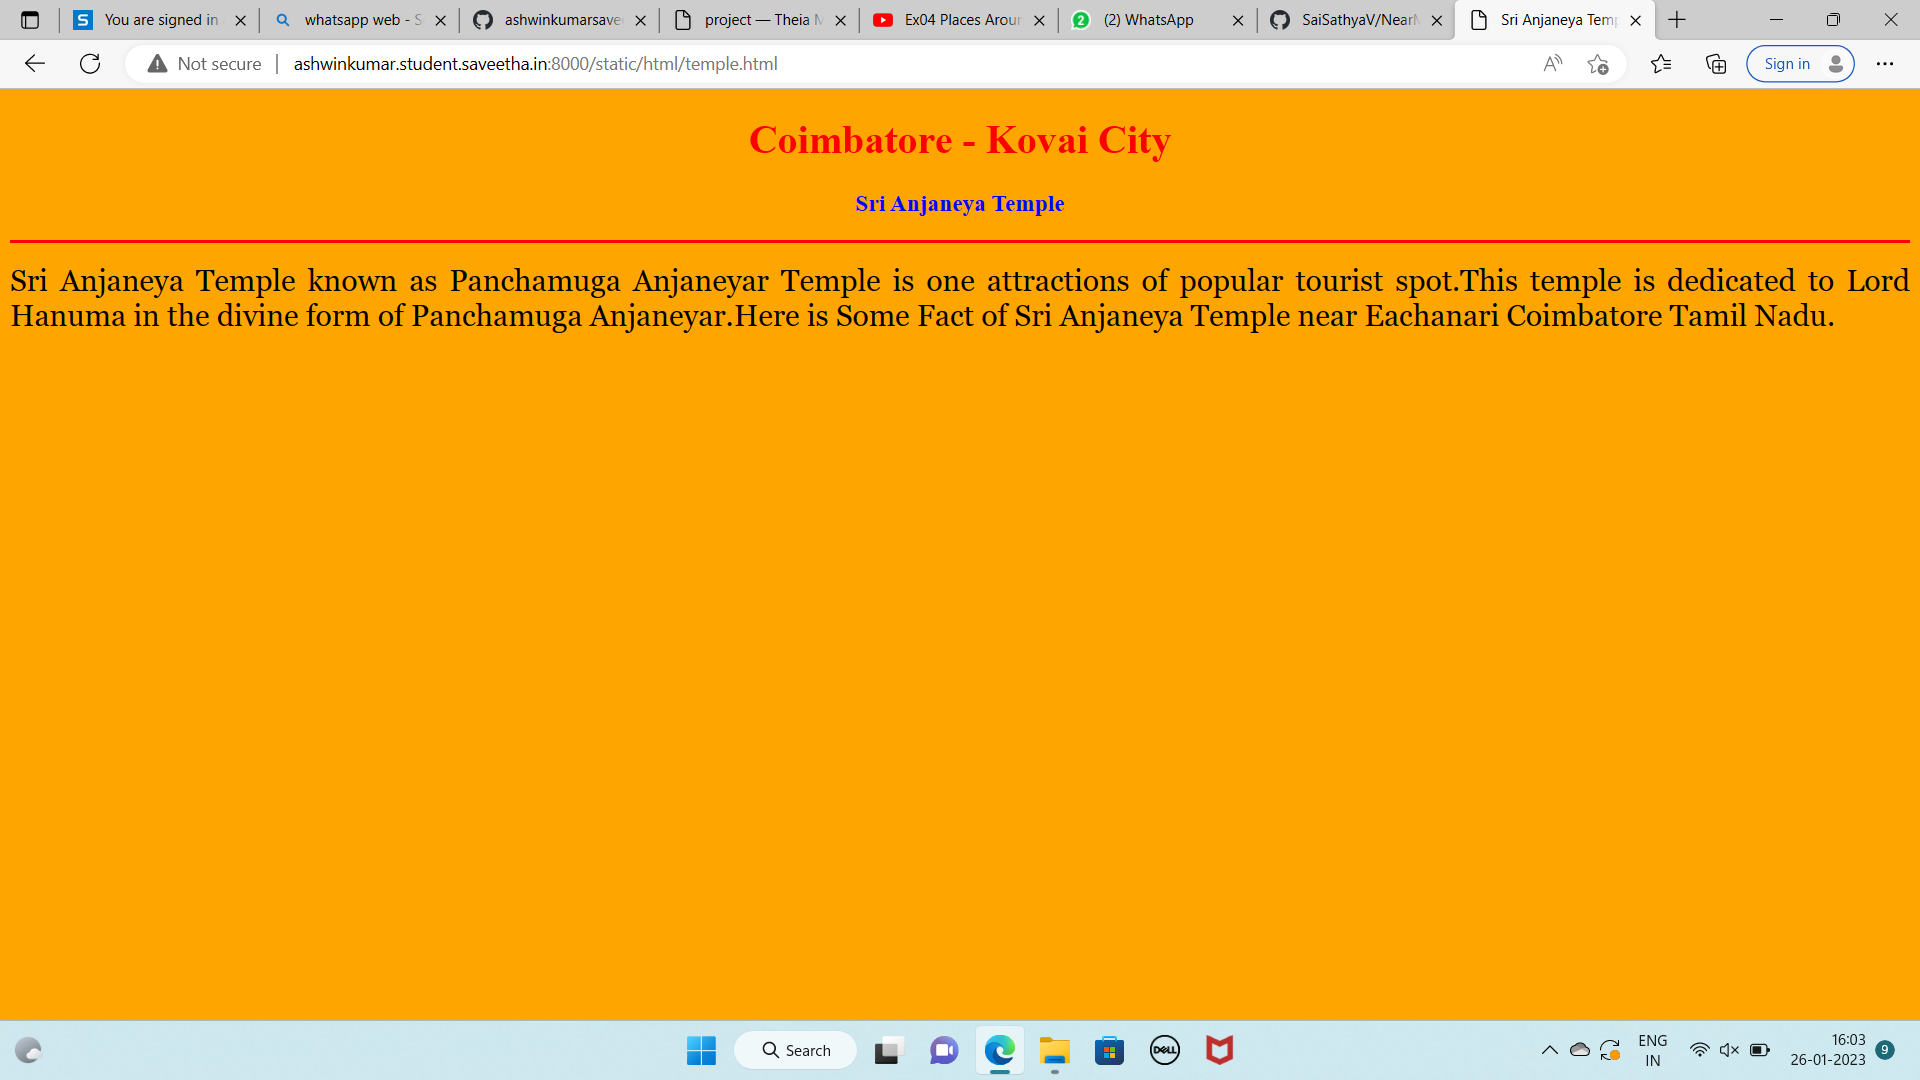 You are signed in
whatsapp web - S
ashwinkumarsave
project — Theia
Ex04 Places Aroun
(2) WhatsApp
SaiSathyaV/Near
Sri Anjaneya Temp
Not secure
ashwinkumar.student.saveetha.in:8000/static/html/temple.html
Sign in
Coimbatore - Kovai City
Sri Anjaneya Temple
Sri Anjaneya Temple known as Panchamuga Anjaneyar Temple is one attractions of popular tourist spot.This temple is dedicated to Lord
Hanuma in the divine form of Panchamuga Anjaneyar.Here is Some Fact of Sri Anjaneya Temple near Eachanari Coimbatore Tamil Nadu.
Search
DELL
ENG
IN
16:03
26-01-2023
9